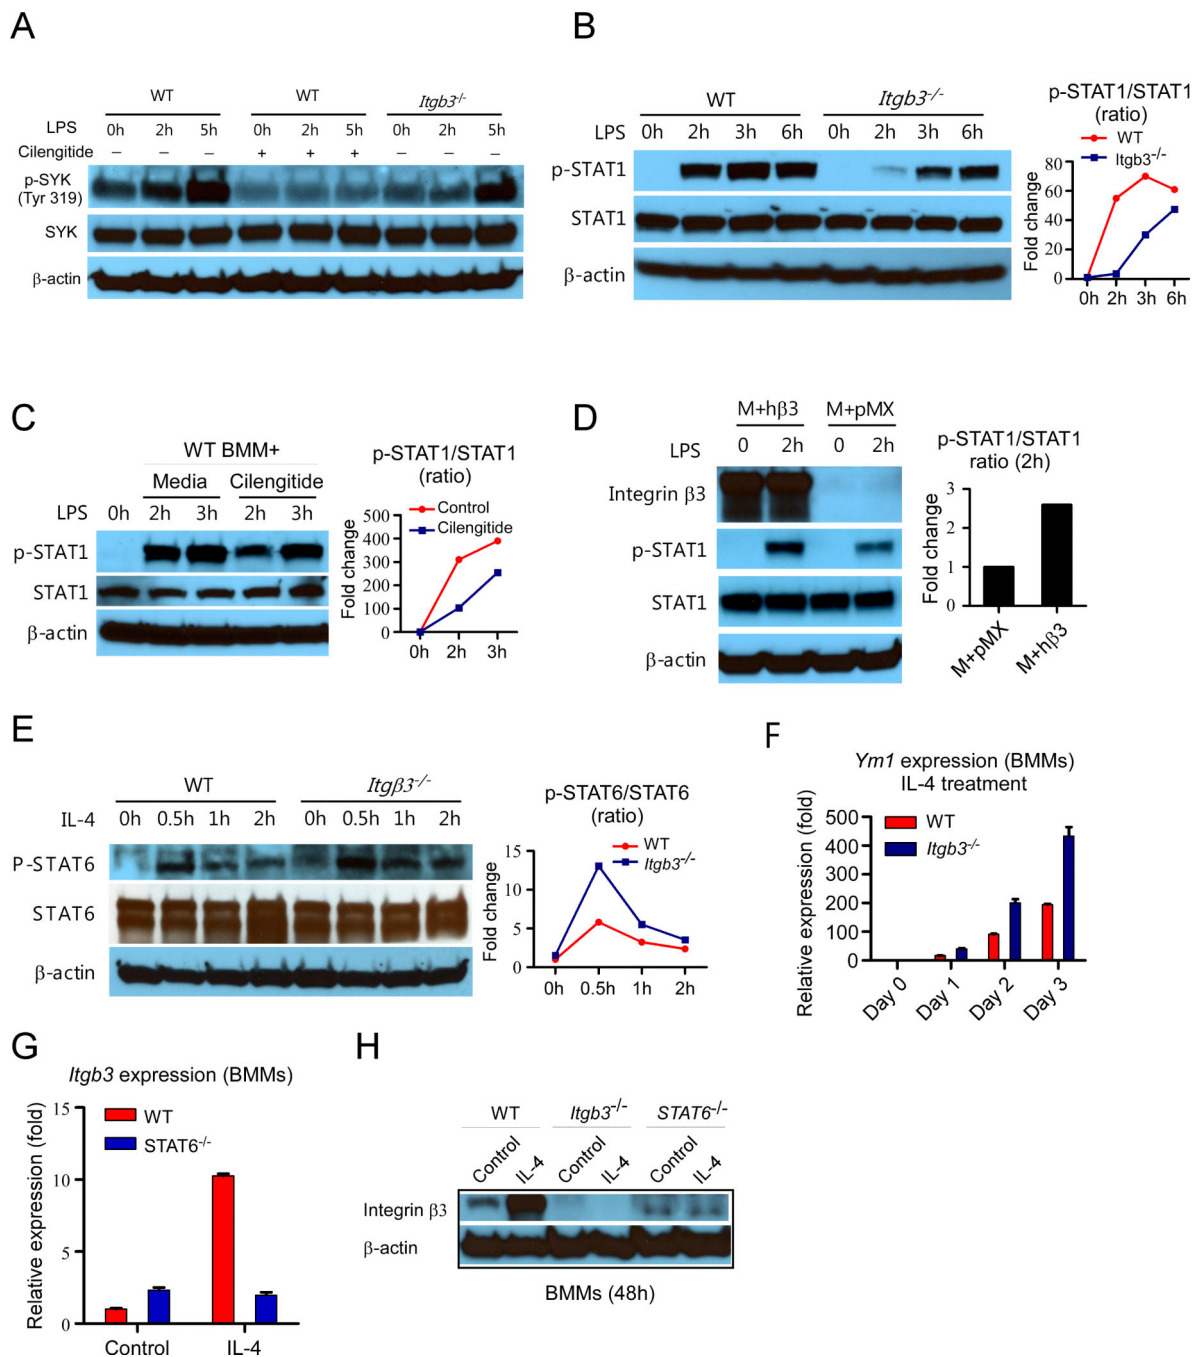 A
WT WT Itgb3-/-
LPS 0h 2h 5h 0h 2h 5h 0h 2h 5h
Cilengitide – – – + + + – – –
p-SYK
(Tyr 319)
SYK
β-actin
B
WT Itgb3-/-
LPS 0h 2h 3h 6h 0h 2h 3h 6h
p-STAT1
STAT1
β-actin
p-STAT1/STAT1
(ratio)
WT
Itgb3-/-
Fold change
80
60
40
20
0
0h 2h 3h 6h
C
WT BMM+
Media Cilengitide
LPS 0h 2h 3h 2h 3h
p-STAT1
STAT1
β-actin
p-STAT1/STAT1
(ratio)
Control
Cilengitide
Fold change
500
400
300
200
100
0
0h 2h 3h
D
M+hβ3 M+pMX
LPS 0 2h 0 2h
Integrin β3
p-STAT1
STAT1
β-actin
p-STAT1/STAT1
ratio (2h)
Fold change
3
2
1
0
M+pMX M+hβ3
E
WT Itgβ3-/-
IL-4 0h 0.5h 1h 2h 0h 0.5h 1h 2h
P-STAT6
STAT6
β-actin
p-STAT6/STAT6
(ratio)
WT
Itgb3-/-
Fold change
15
10
5
0
0h 0.5h 1h 2h
F
Ym1 expression (BMMs)
IL-4 treatment
WT
Itgb3-/-
Relative expression (fold)
500
400
300
200
100
0
Day 0 Day 1 Day 2 Day 3
G
Itgb3 expression (BMMs)
WT
STAT6-/-
Relative expression (fold)
15
10
5
0
Control IL-4
H
WT Itgb3-/- STAT6-/-
Control IL-4 Control IL-4 Control IL-4
Integrin β3
β-actin
BMMs (48h)